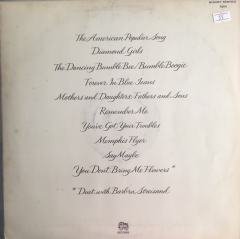 The American Popular Song
Diamond Girls
The Dancing Bumble Bee/Bumble Boogie
Forever In Blue Jeans
Mothers and Daughters, Fathers and Sons
Remember Me
You've Got Your Troubles
Memphis Flyer
Say Maybe
You Don't Bring Me Flowers*
*Duet with Barbra Streisand